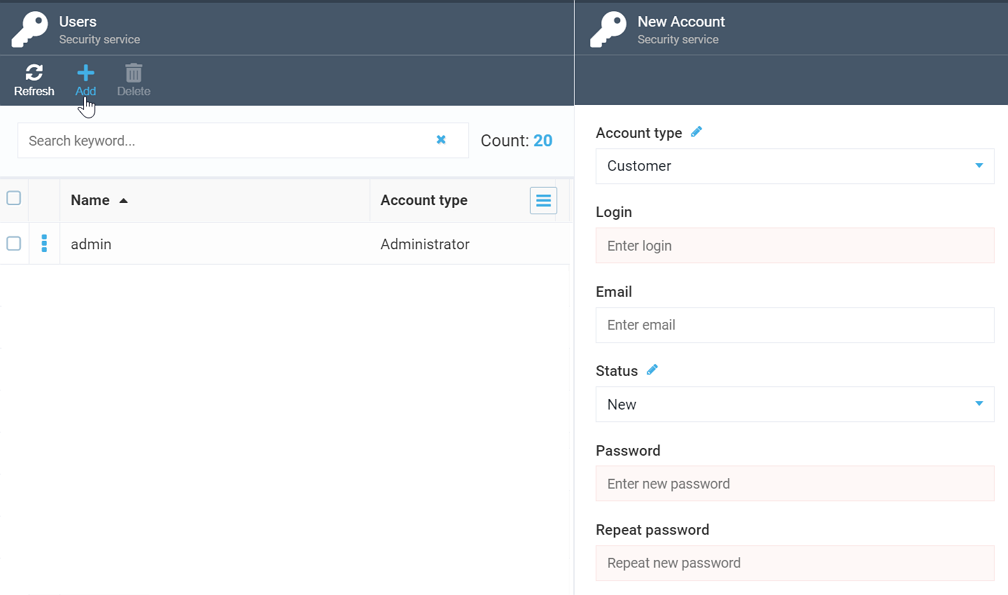 Users
Security service
Refresh
Add
Delete
Search keyword...
Count: 20
Name
Account type
admin
Administrator
New Account
Security service
Account type
Customer
Login
Enter login
Email
Enter email
Status
New
Password
Enter new password
Repeat password
Repeat new password